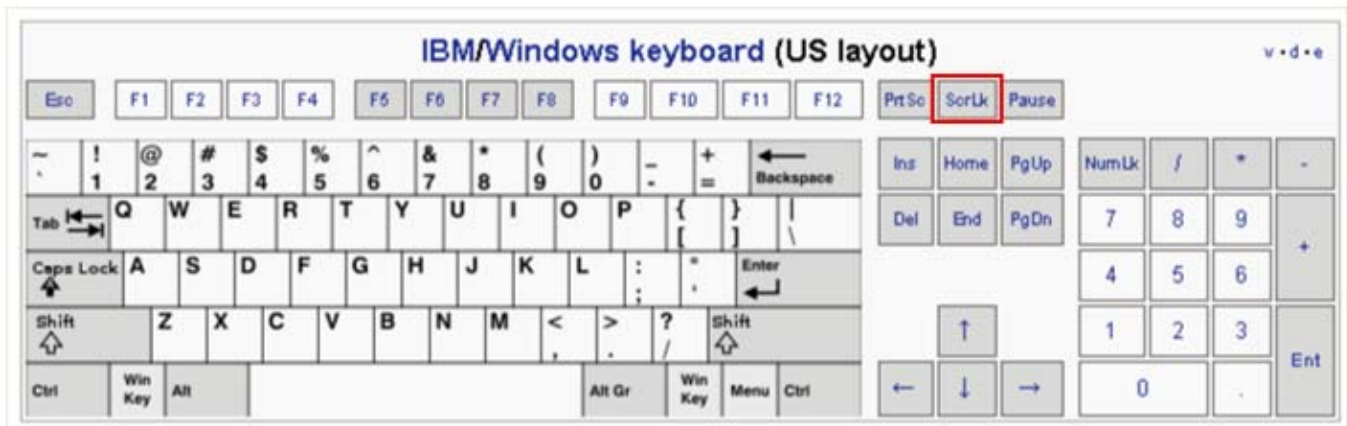 IBM/Windows keyboard (US layout)
v • d • e
Esc F1 F2 F3 F4 F5 F6 F7 F8 F9 F10 F11 F12 PrtSc ScrLk Pause
~ ! @ # $ % ^ & * ( ) _ +
` 1 2 3 4 5 6 7 8 9 0 - = Backspace
Ins Home PgUp NumLk / * -
Tab Q W E R T Y U I O P { } |
[ ] \
Del End PgDn 7 8 9 +
Caps Lock A S D F G H J K L : " Enter
; '
4 5 6
Shift Z X C V B N M < > ? Shift
, . /
↑ 1 2 3 Ent
Ctrl Win Key Alt Alt Gr Win Key Menu Ctrl
← ↓ → 0 .